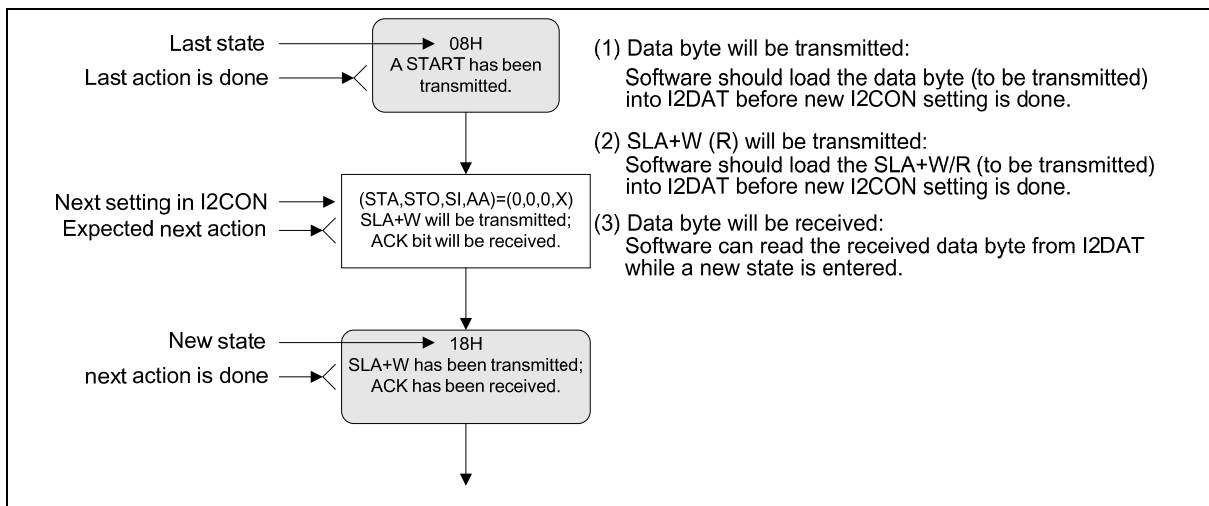 Last state
08H
Last action is done
A START has been
transmitted.
Next setting in I2CON
Expected next action
(STA,STO,SI,AA)=(0,0,0,X)
SLA+W will be transmitted;
ACK bit will be received.
New state
18H
next action is done
SLA+W has been transmitted;
ACK has been received.
(1) Data byte will be transmitted:
Software should load the data byte (to be transmitted)
into I2DAT before new I2CON setting is done.
(2) SLA+W (R) will be transmitted:
Software should load the SLA+W/R (to be transmitted)
into I2DAT before new I2CON setting is done.
(3) Data byte will be received:
Software can read the received data byte from I2DAT
while a new state is entered.